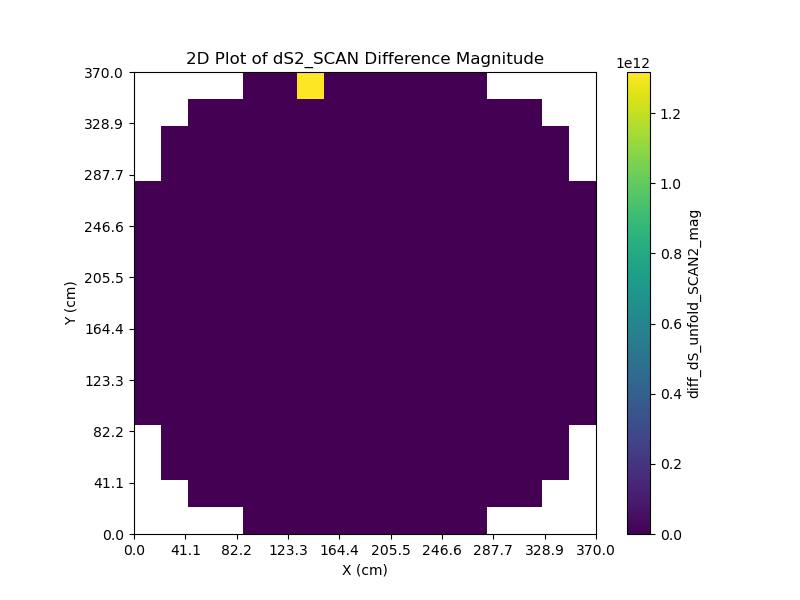 2D Plot of dS2_SCAN Difference Magnitude
1e12
370.0
328.9
287.7
246.6
205.5
164.4
123.3
82.2
41.1
0.0
Y (cm)
0.0 41.1 82.2 123.3 164.4 205.5 246.6 287.7 328.9 370.0
X (cm)
1.2
1.0
0.8
0.6
0.4
0.2
0.0
diff_dS_unfold_SCAN2_mag